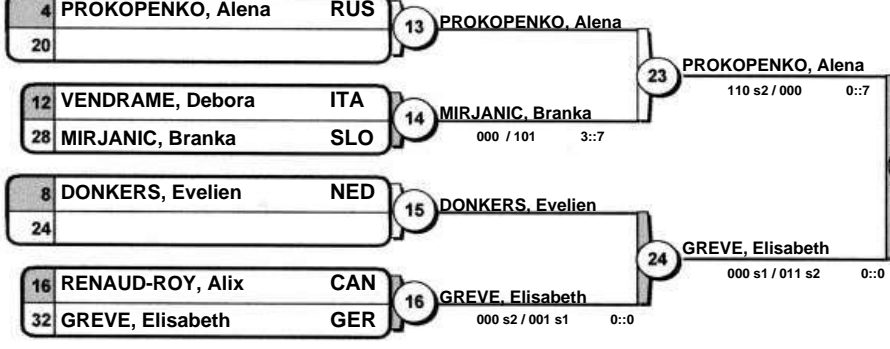 4 PROKOPENKO, Alena RUS
20
13
PROKOPENKO, Alena
12 VENDRAME, Debora ITA
28 MIRJANIC, Branka SLO
14
MIRJANIC, Branka
000 / 101 3::7
23
PROKOPENKO, Alena
110 s2 / 000 0::7
8 DONKERS, Evelien NED
24
15
DONKERS, Evelien
16 RENAUD-ROY, Alix CAN
32 GREVE, Elisabeth GER
16
GREVE, Elisabeth
000 s2 / 001 s1 0::0
24
GREVE, Elisabeth
000 s1 / 011 s2 0::0